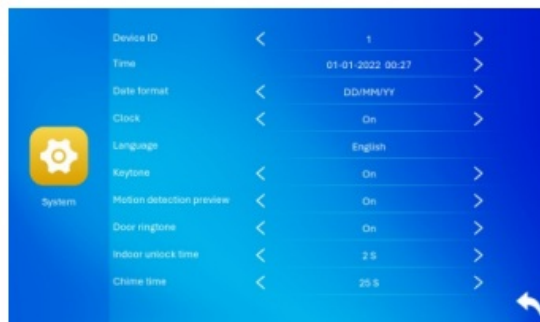 Device ID < 1 >
Time 01-01-2022 00:27 >
Date format < DD/MM/YY >
Clock < On >
Language English
Keytone < On >
System
Motion detection preview < On >
Door ringtone < On >
Indoor unlock time < 2 S >
Chime time < 25 S >